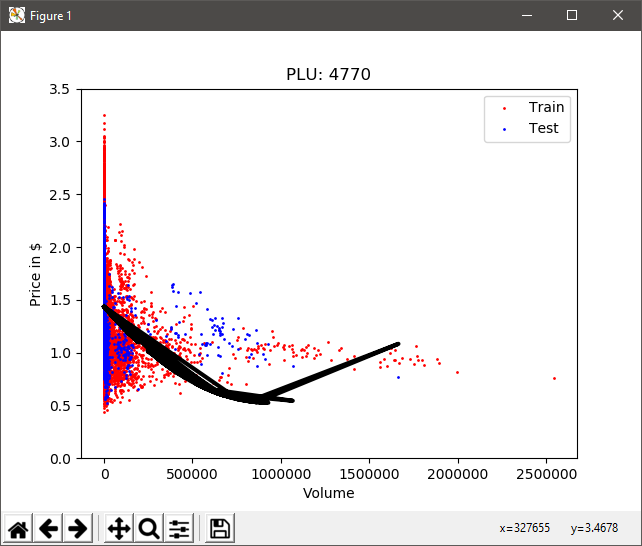 Figure 1
PLU: 4770
3.5
3.0
2.5
2.0
1.5
1.0
0.5
0.0
Price in $
Train
Test
0 500000 1000000 1500000 2000000 2500000
Volume
x=327655 y=3.4678